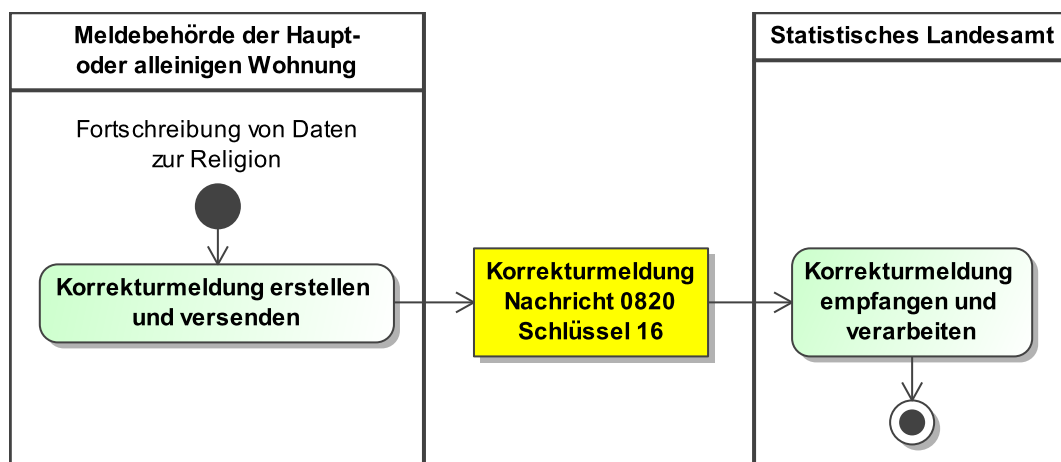 Meldebehörde der Haupt-
oder alleinigen Wohnung
Statistisches Landesamt
Fortschreibung von Daten
zur Religion
Korrekturmeldung erstellen
und versenden
Korrekturmeldung
Nachricht 0820
Schlüssel 16
Korrekturmeldung
empfangen und
verarbeiten